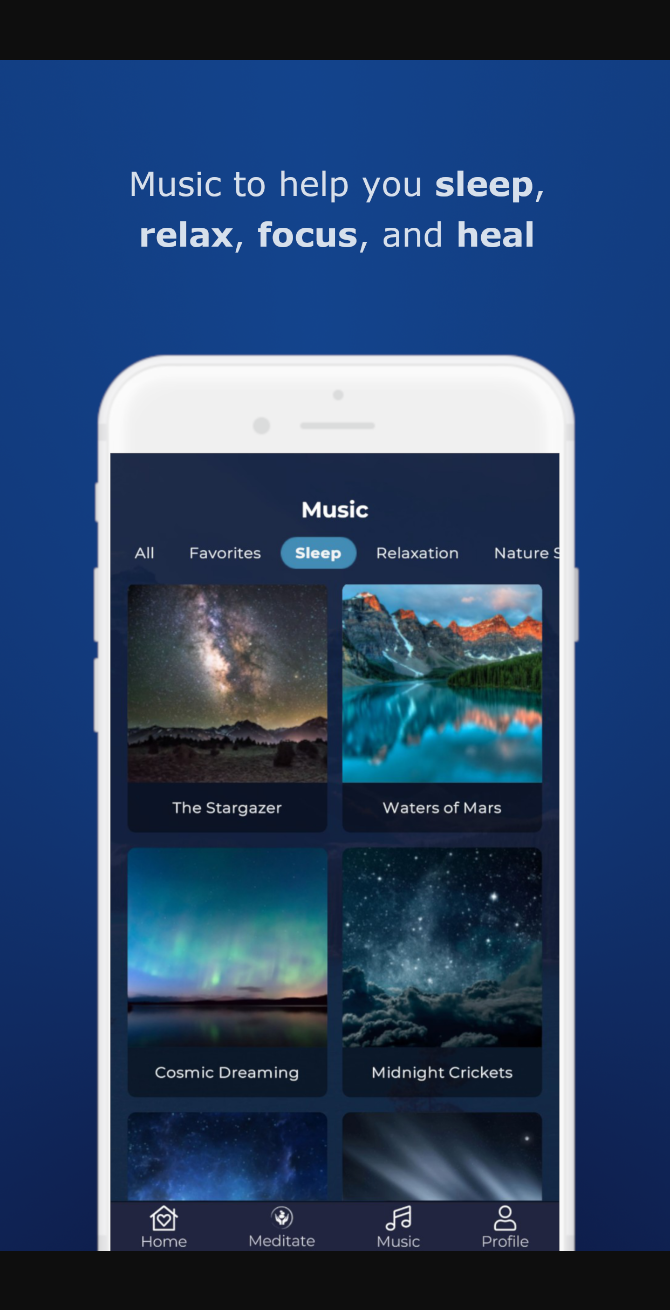 Music to help you sleep,
relax, focus, and heal
Music
All Favorites Sleep Relaxation Nature S
The Stargazer Waters of Mars
Cosmic Dreaming Midnight Crickets
Home Meditate Music Profile